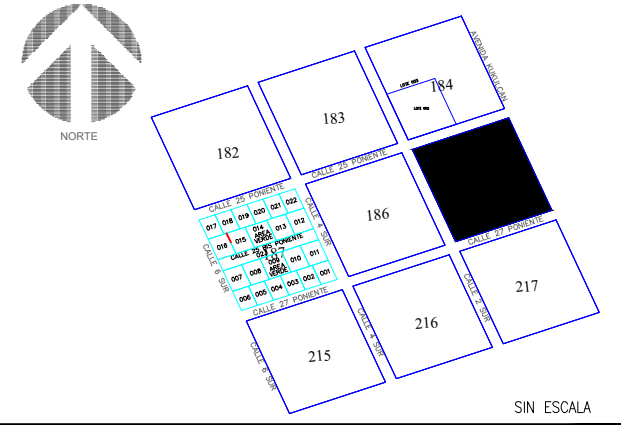 NORTE
AVENIDA KUKULCAN
184
183
182
CALLE 25 PONIENTE
CALLE 25 PONIENTE
186
CALLE 4 SUR
017 018 019 020 021 022
016 015 014 013 012
AREA
VERDE
CALLE 25 BIS PONIENTE
023
187
007 008 009 010 011
AREA
VERDE
006 005 004 003 002 001
CALLE 6 SUR
CALLE 27 PONIENTE
CALLE 27 PONIENTE
217
CALLE 2 SUR
216
CALLE 4 SUR
215
CALLE 6 SUR
SIN ESCALA